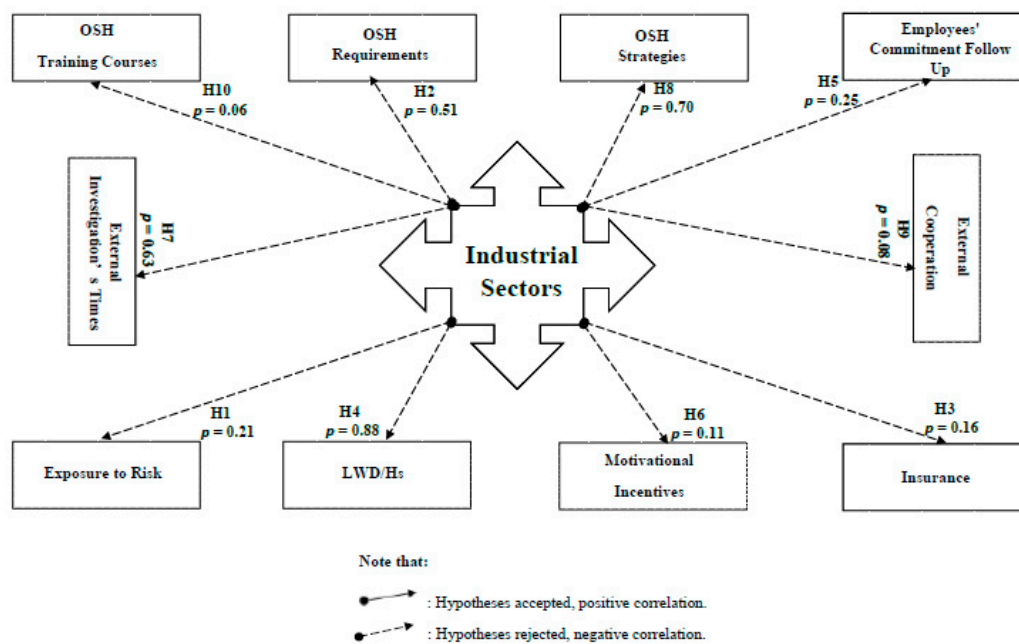 OSH
Training Courses
OSH
Requirements
OSH
Strategies
Employees'
Commitment Follow
Up
H10
p = 0.06
H2
p = 0.51
H8
p = 0.70
H5
p = 0.25
External
Investigation’ s Times
H7
p = 0.63
Industrial
Sectors
H9
p = 0.08
External
Cooperation
H1
p = 0.21
H4
p = 0.88
H6
p = 0.11
H3
p = 0.16
Exposure to Risk
LWD/Hs
Motivational
Incentives
Insurance
Note that:
: Hypotheses accepted, positive correlation.
: Hypotheses rejected, negative correlation.